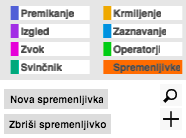 Premikanje Krmiljenje
Izgled Zaznavanje
Zvok Operatorji
Svinčnik Spremenljivke
Nova spremenljivka
Zbriši spremenljivko